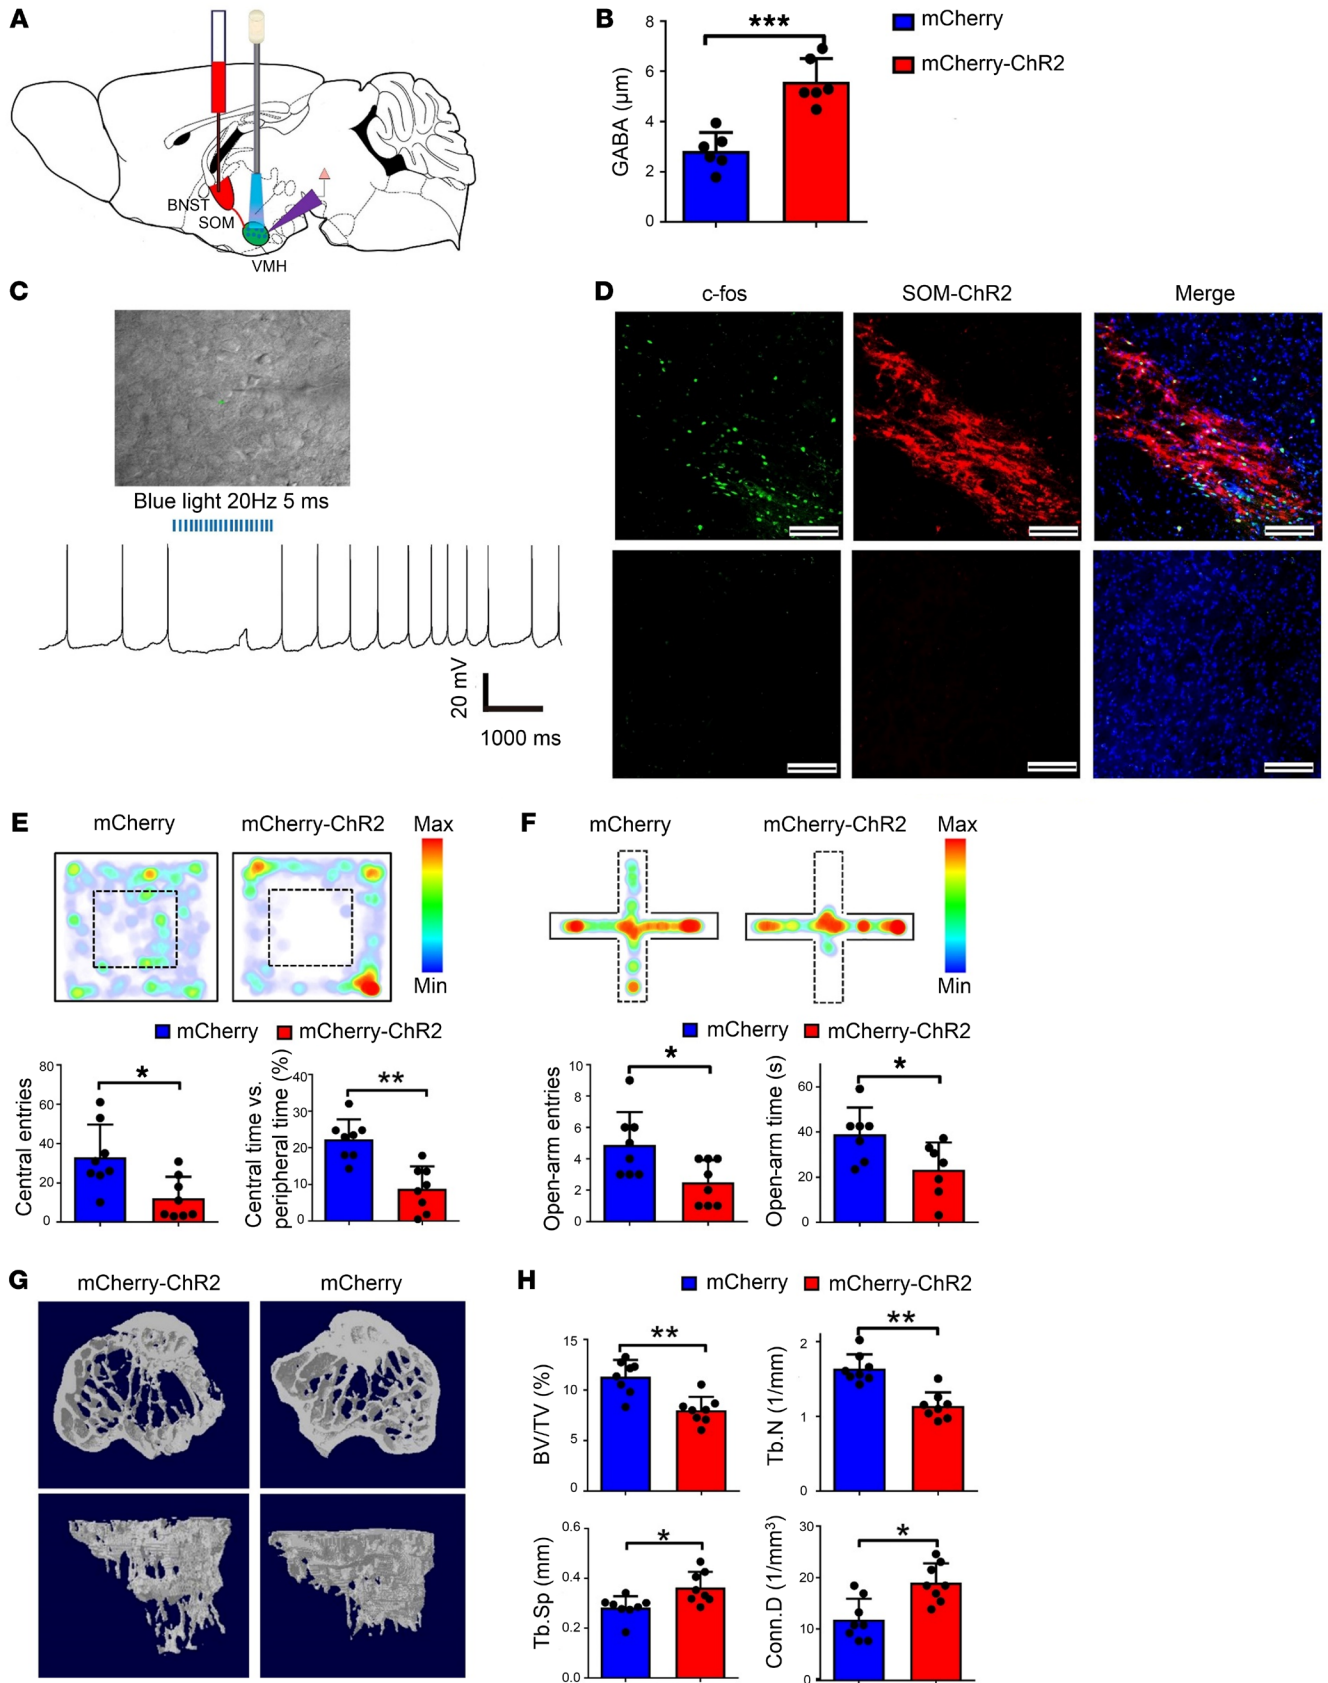 A
BNST
SOM
VMH
B
***
8
6
4
2
0
GABA (μm)
mCherry
mCherry-ChR2
C
Blue light 20Hz 5 ms
20 mV
1000 ms
D
c-fos
SOM-ChR2
Merge
E
mCherry
mCherry-ChR2
Max
Min
mCherry
mCherry-ChR2
80
60
40
20
0
Central entries
*
40
30
20
10
0
Central time vs.
peripheral time (%)
**
F
mCherry
mCherry-ChR2
Max
Min
mCherry
mCherry-ChR2
10
8
6
4
2
0
Open-arm entries
*
60
40
20
0
Open-arm time (s)
*
G
mCherry-ChR2
mCherry
H
mCherry
mCherry-ChR2
15
10
5
0
BV/TV (%)
**
2
1
0
Tb.N (1/mm)
**
0.6
0.4
0.2
0.0
Tb.Sp (mm)
*
30
20
10
0
Conn.D (1/mm³)
*